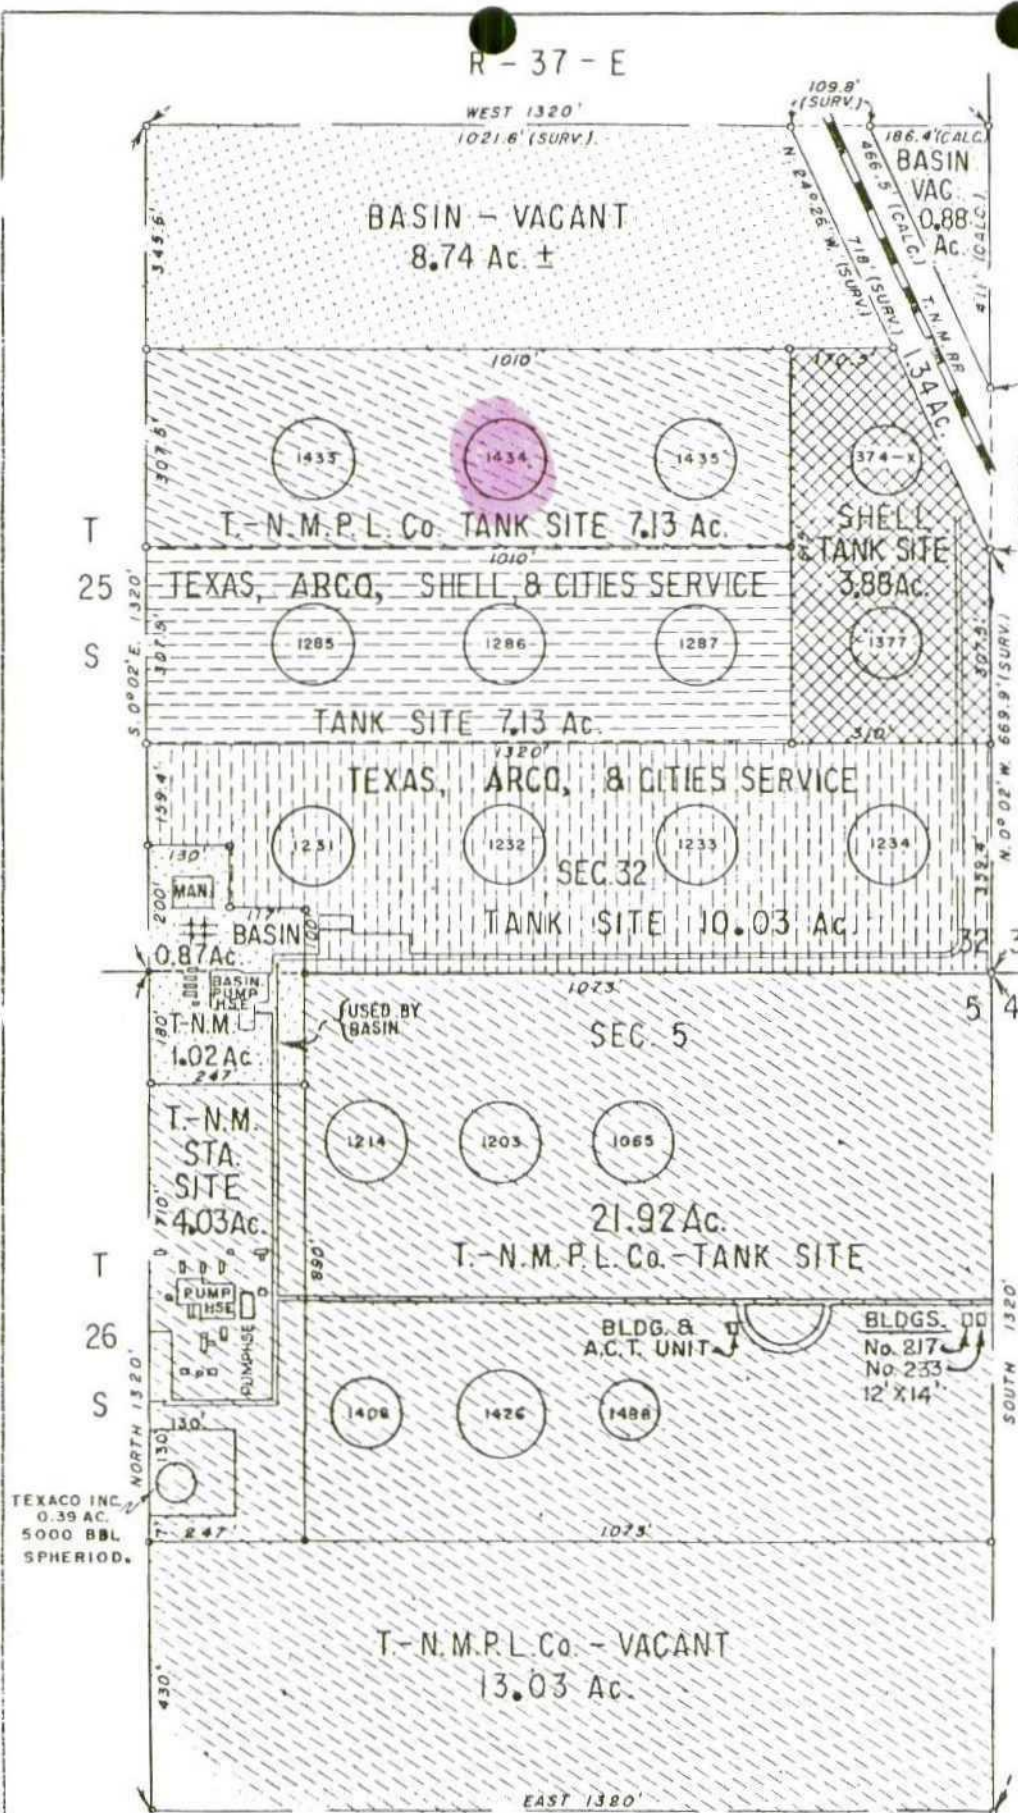 R - 37 - E
WEST 1320'
1021.6' (SURV.)
109.8'
(SURV.)
186.4' (CALC.)
BASIN
VAC.
0.88
Ac.
466.5' (CALC.)
N. 24°26' W. (SURV.)
718' (SURV.)
T. N. M. RR
1.34 AC.
BASIN - VACANT
8.74 Ac. ±
1010'
307.5'
1434
1435
374-X
T.-N.M.P.L. Co. TANK SITE 7.13 Ac.
SHELL
TANK SITE
3.88 Ac.
T
25
S
1010'
TEXAS, ARCO, SHELL, & CITIES SERVICE
S. 0°02' E. 1320'
307.5'
1285
1286
1287
1377
307.5'
N. 0°02' W. 669.9' (SURV.)
TANK SITE 7.13 Ac.
310'
1320'
TEXAS, ARCO, & CITIES SERVICE
159.4'
1231
1232
1233
1234
SEC. 32
TANK SITE 10.03 Ac.
359.4'
32
130'
MAN.
200'
117'
100'
BASIN
0.87 Ac.
BASIN
PUMP
HSE
T-N.M.
1.02 Ac.
180'
247'
{USED BY
BASIN
1073'
5 4
SEC. 5
T.-N.M.
STA.
SITE
4.03 Ac.
710'
1214
1203
1065
21.92 Ac.
T.-N.M.P.L. Co. - TANK SITE
890'
T
26
S
PUMP
HSE
PUMPHSE
BLDG. &
A.C.T. UNIT
BLDGS.
No. 217
No. 233
12' X 14'
NORTH 1320'
SOUTH 1320'
1408
1426
1488
130'
130'
TEXACO INC.
0.39 AC.
5000 BBL
SPHERIOD.
247'
1073'
T.-N.M.P.L. Co. - VACANT
13.03 Ac.
430'
EAST 1320'